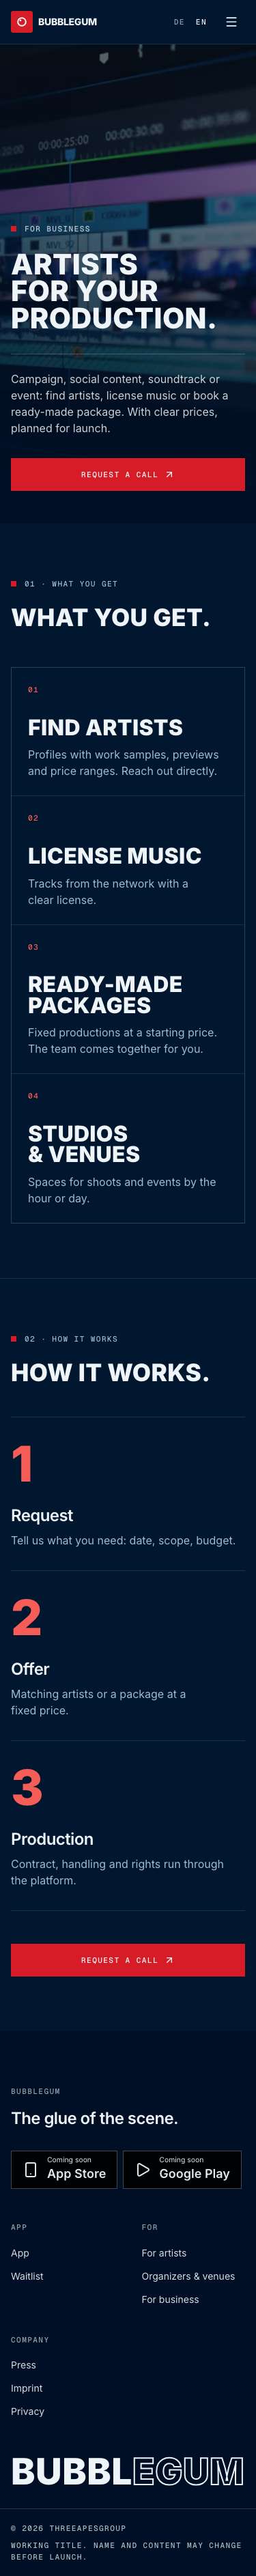 BUBBLEGUM
DE EN
00:00:25:00
00:00:30:00
FOR BUSINESS
ARTISTS
FOR YOUR
PRODUCTION.
Campaign, social content, soundtrack or
event: find artists, license music or book a
ready-made package. With clear prices,
planned for launch.
REQUEST A CALL
01 · WHAT YOU GET
WHAT YOU GET.
01
FIND ARTISTS
Profiles with work samples, previews
and price ranges. Reach out directly.
02
LICENSE MUSIC
Tracks from the network with a
clear license.
03
READY-MADE
PACKAGES
Fixed productions at a starting price.
The team comes together for you.
04
STUDIOS
& VENUES
Spaces for shoots and events by the
hour or day.
02 · HOW IT WORKS
HOW IT WORKS.
1
Request
Tell us what you need: date, scope, budget.
2
Offer
Matching artists or a package at a
fixed price.
3
Production
Contract, handling and rights run through
the platform.
REQUEST A CALL
BUBBLEGUM
The glue of the scene.
Coming soon
App Store
Coming soon
Google Play
APP
App
Waitlist
FOR
For artists
Organizers & venues
For business
COMPANY
Press
Imprint
Privacy
BUBBLEGUM
© 2026 THREEAPESGROUP
WORKING TITLE. NAME AND CONTENT MAY CHANGE
BEFORE LAUNCH.